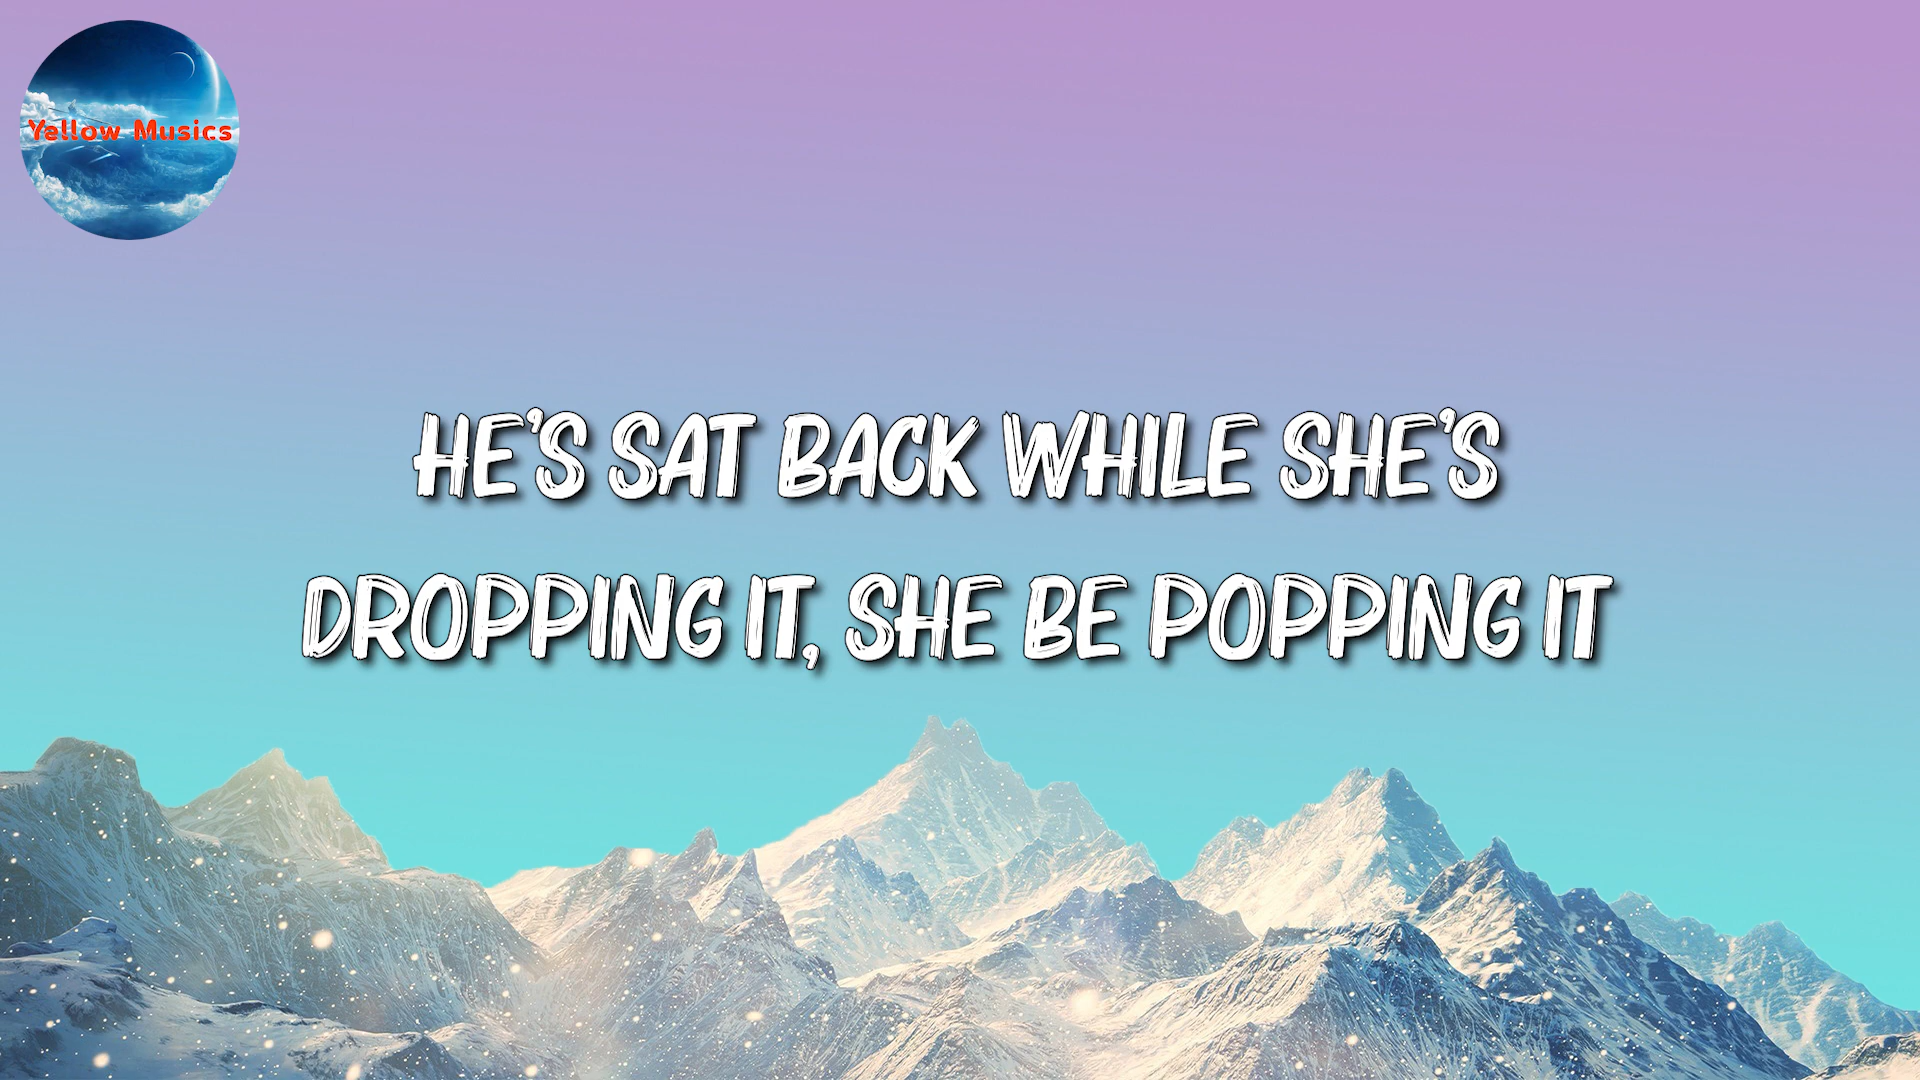 Yellow Musics
HE'S SAT BACK WHILE SHE'S
DROPPING IT, SHE BE POPPING IT